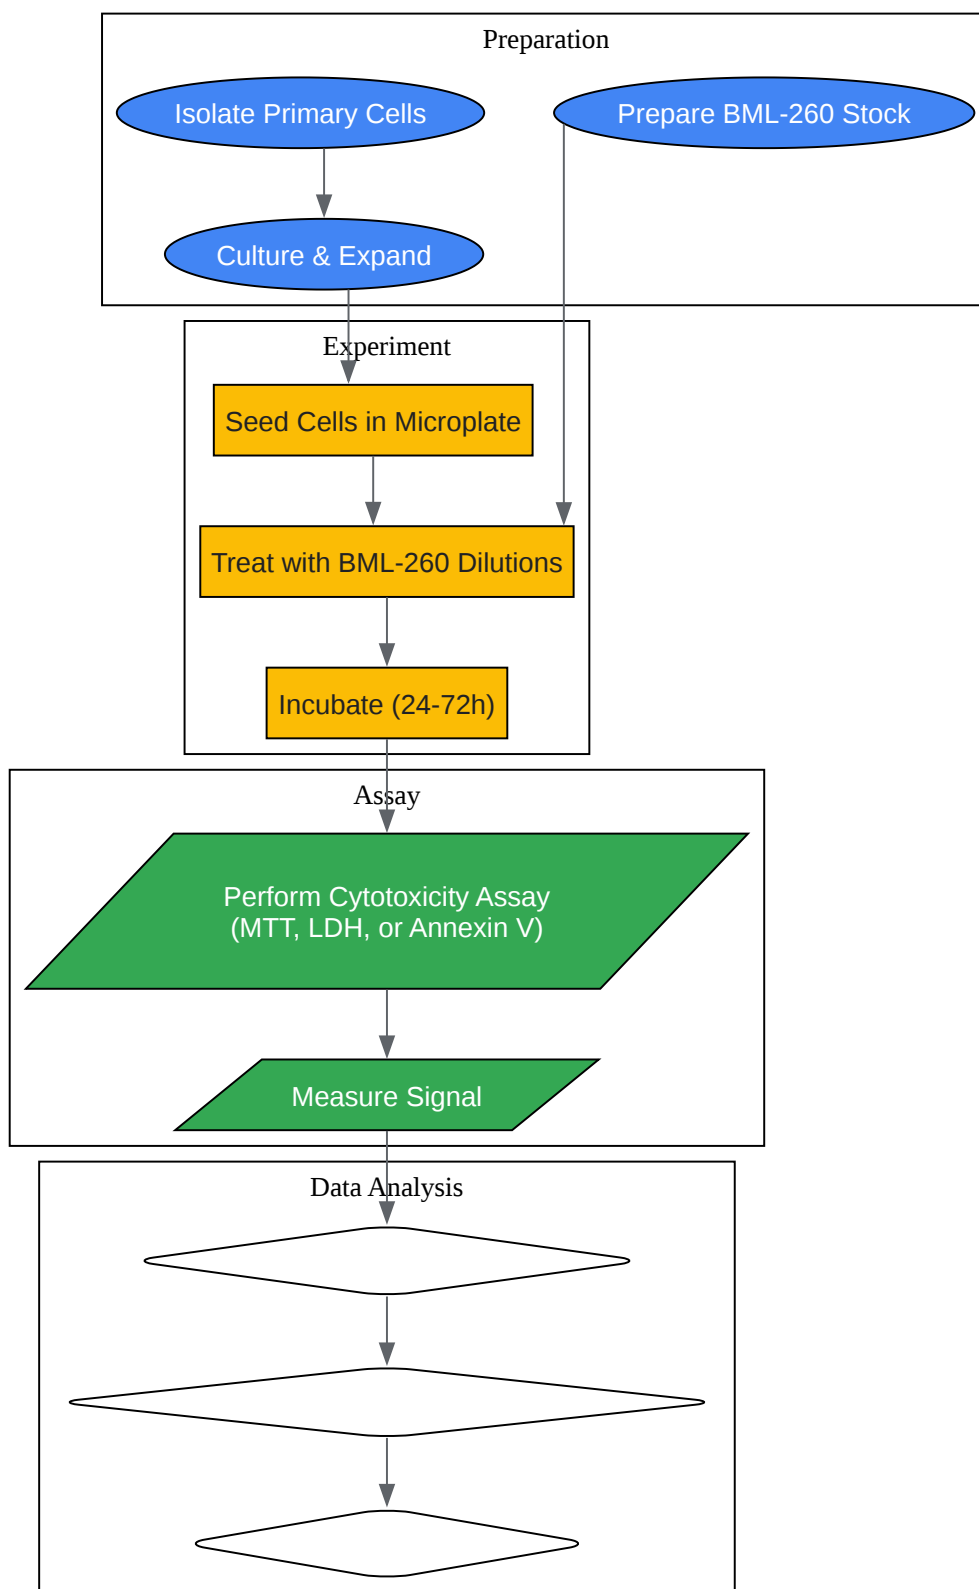 Preparation
Isolate Primary Cells
Prepare BML-260 Stock
Culture & Expand
Experiment
Seed Cells in Microplate
Treat with BML-260 Dilutions
Incubate (24-72h)
Assay
Perform Cytotoxicity Assay
(MTT, LDH, or Annexin V)
Measure Signal
Data Analysis